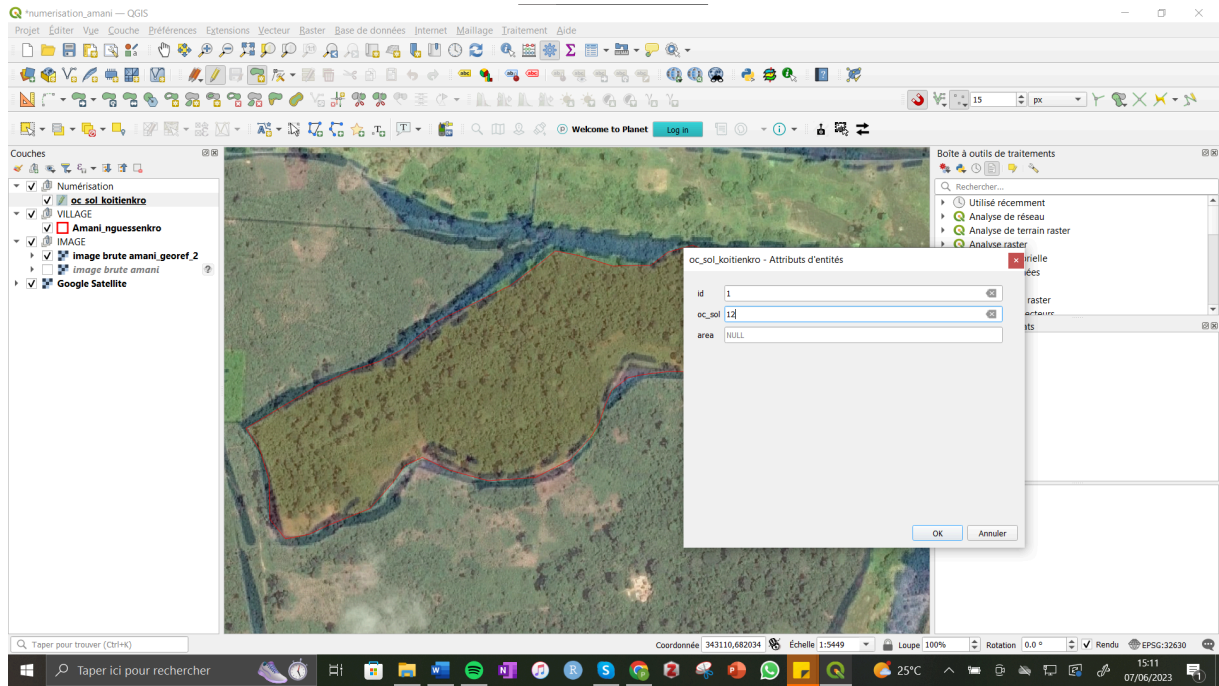 *numerisation_amani — QGIS
Projet Éditer Vue Couche Préférences Extensions Vecteur Raster Base de données Internet Maillage Traitement Aide
15 px
Welcome to Planet Log in
Couches
Numérisation
oc_sol_koitienkro
VILLAGE
Amani_nguessenkro
IMAGE
image brute amani_georef_2
image brute amani
Google Satellite
Boîte à outils de traitements
Rechercher...
Utilisé récemment
Analyse de réseau
Analyse de terrain raster
Analyse raster
oc_sol_koitienkro - Attributs d'entités
id 1
oc_sol 12
area NULL
OK Annuler
Taper pour trouver (Ctrl+K)
Coordonnée 343110,682034 Échelle 1:5449 Loupe 100% Rotation 0.0 ° Rendu EPSG:32630
Taper ici pour rechercher
25°C
15:11
07/06/2023